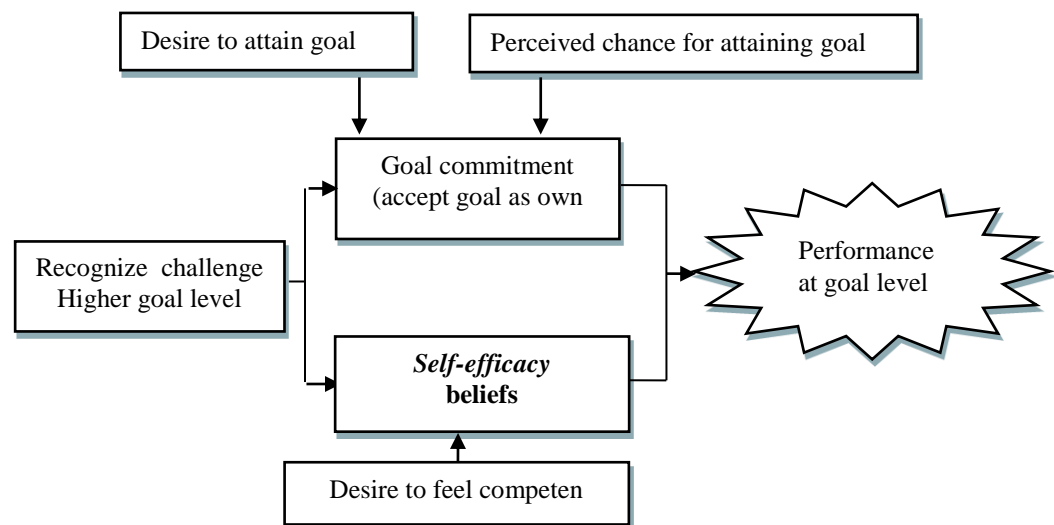 Desire to attain goal
Perceived chance for attaining goal
Goal commitment
(accept goal as own
Recognize challenge
Higher goal level
Performance
at goal level
Self-efficacy
beliefs
Desire to feel competen